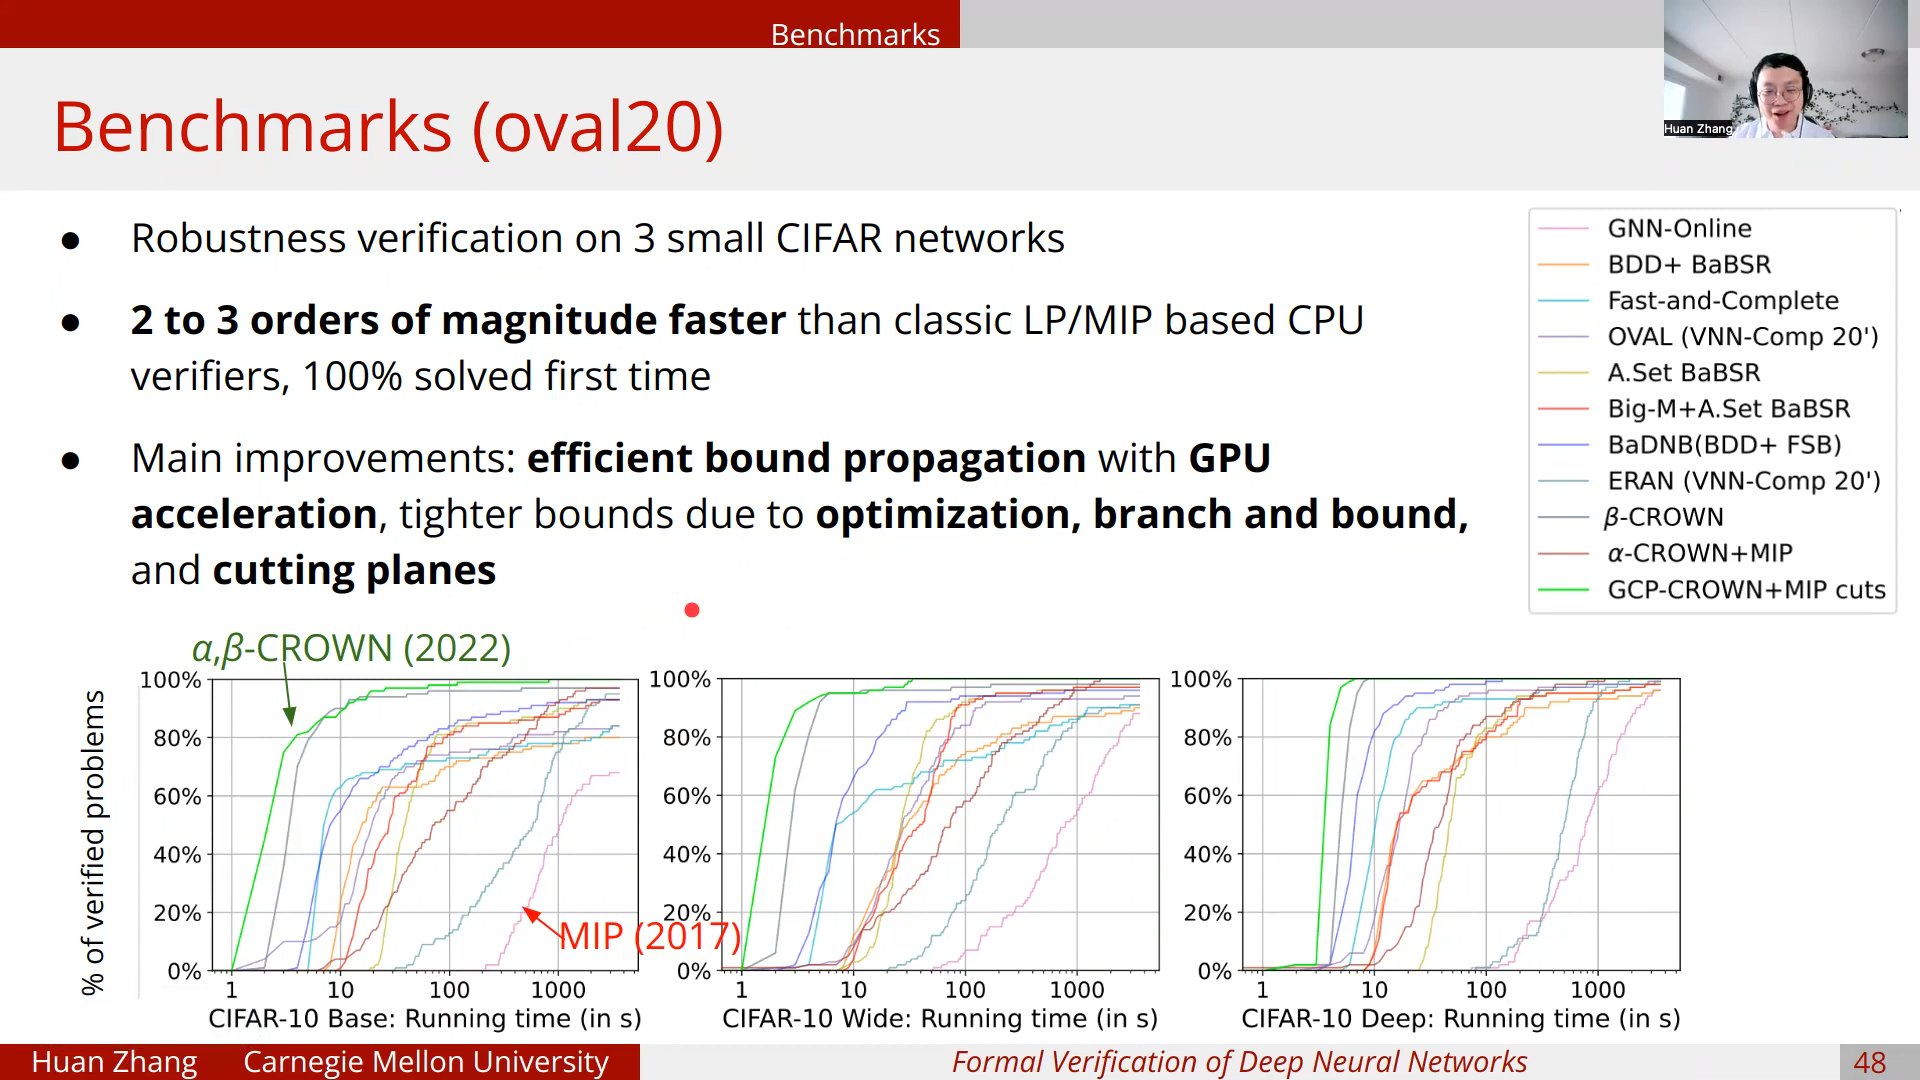 Benchmarks
Benchmarks (oval20)
Huan Zhang
● Robustness verification on 3 small CIFAR networks
● 2 to 3 orders of magnitude faster than classic LP/MIP based CPU
verifiers, 100% solved first time
● Main improvements: efficient bound propagation with GPU
acceleration, tighter bounds due to optimization, branch and bound,
and cutting planes
GNN-Online
BDD+ BaBSR
Fast-and-Complete
OVAL (VNN-Comp 20')
A.Set BaBSR
Big-M+A.Set BaBSR
BaDNB(BDD+ FSB)
ERAN (VNN-Comp 20')
β-CROWN
α-CROWN+MIP
GCP-CROWN+MIP cuts
α,β-CROWN (2022)
% of verified problems
100%
80%
60%
40%
20%
0%
1 10 100 1000
CIFAR-10 Base: Running time (in s)
MIP (2017)
100%
80%
60%
40%
20%
0%
1 10 100 1000
CIFAR-10 Wide: Running time (in s)
100%
80%
60%
40%
20%
0%
1 10 100 1000
CIFAR-10 Deep: Running time (in s)
Huan Zhang Carnegie Mellon University
Formal Verification of Deep Neural Networks
48